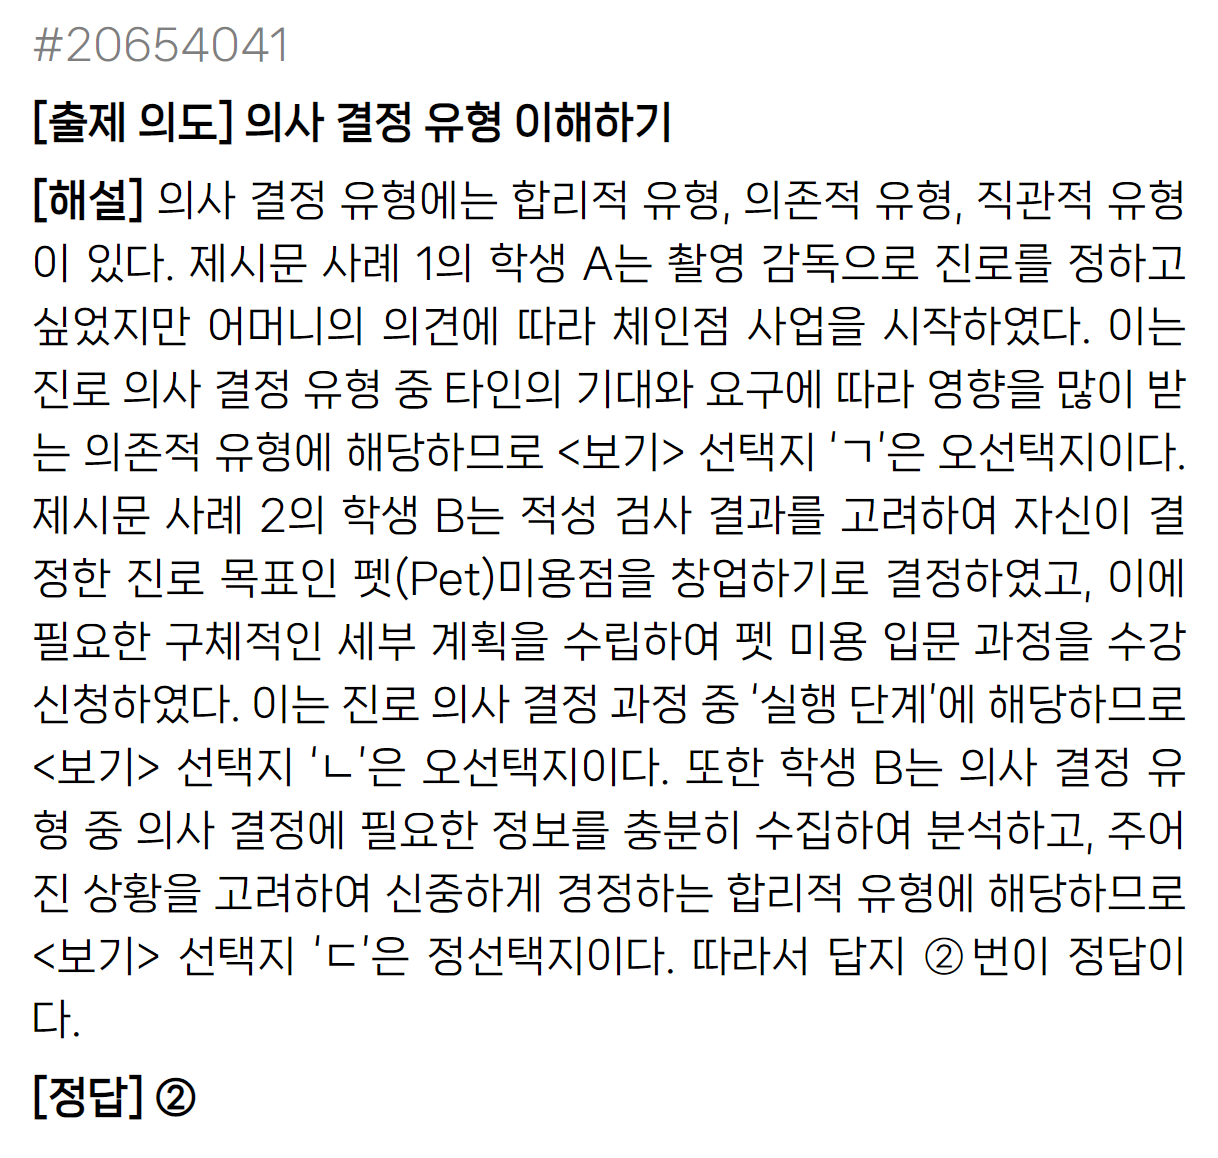 #20654041
[출제 의도] 의사 결정 유형 이해하기
[해설] 의사 결정 유형에는 합리적 유형, 의존적 유형, 직관적 유형
이 있다. 제시문 사례 1의 학생 A는 촬영 감독으로 진로를 정하고
싶었지만 어머니의 의견에 따라 체인점 사업을 시작하였다. 이는
진로 의사 결정 유형 중 타인의 기대와 요구에 따라 영향을 많이 받
는 의존적 유형에 해당하므로 <보기> 선택지 ‘ㄱ’은 오선택지이다.
제시문 사례 2의 학생 B는 적성 검사 결과를 고려하여 자신이 결
정한 진로 목표인 펫(Pet)미용점을 창업하기로 결정하였고, 이에
필요한 구체적인 세부 계획을 수립하여 펫 미용 입문 과정을 수강
신청하였다. 이는 진로 의사 결정 과정 중 ‘실행 단계’에 해당하므로
<보기> 선택지 ‘ㄴ’은 오선택지이다. 또한 학생 B는 의사 결정 유
형 중 의사 결정에 필요한 정보를 충분히 수집하여 분석하고, 주어
진 상황을 고려하여 신중하게 경정하는 합리적 유형에 해당하므로
<보기> 선택지 ‘ㄷ’은 정선택지이다. 따라서 답지 ②번이 정답이
다.
[정답] ②